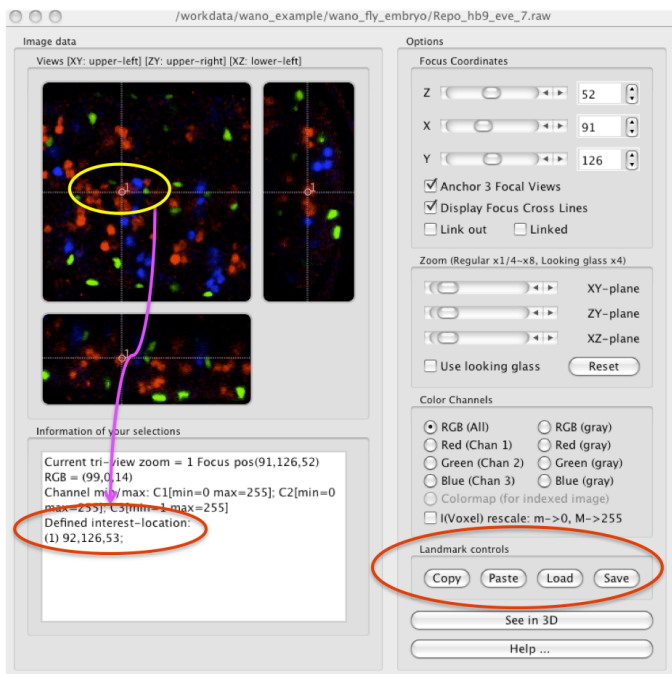 /workdata/wano_example/wano_fly_embryo/Repo_hb9_eve_7.raw
Image data
Views [XY: upper-left] [ZY: upper-right] [XZ: lower-left]
1
1
1
Information of your selections
Current tri-view zoom = 1 Focus pos(91,126,52)
RGB = (99,0,14)
Channel min/max: C1[min=0 max=255]; C2[min=0
max=255]; C3[min=1 max=255]
Defined interest-location:
(1) 92,126,53;
Options
Focus Coordinates
Z 52
X 91
Y 126
Anchor 3 Focal Views
Display Focus Cross Lines
Link out Linked
Zoom (Regular x1/4~x8, Looking glass x4)
XY-plane
ZY-plane
XZ-plane
Use looking glass Reset
Color Channels
RGB (All) RGB (gray)
Red (Chan 1) Red (gray)
Green (Chan 2) Green (gray)
Blue (Chan 3) Blue (gray)
Colormap (for indexed image)
I(Voxel) rescale: m->0, M->255
Landmark controls
Copy Paste Load Save
See in 3D
Help ...